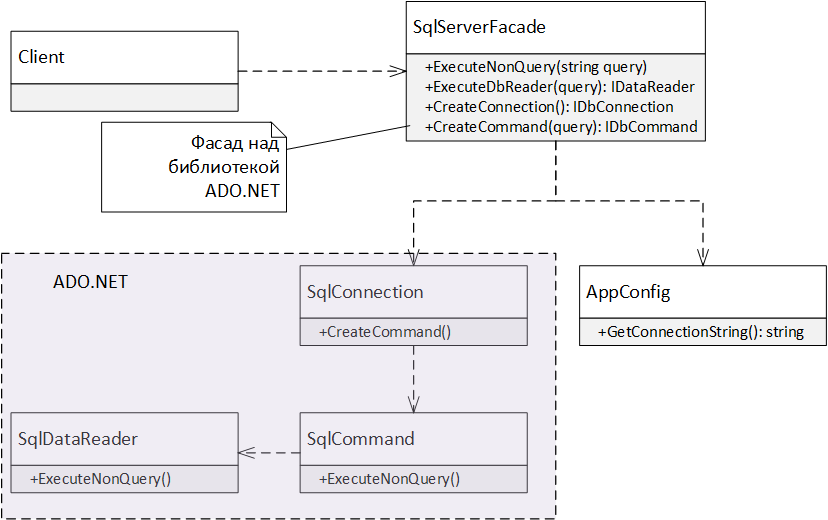 SqlServerFacade
Client
+ExecuteNonQuery(string query)
+ExecuteDbReader(query): IDataReader
+CreateConnection(): IDbConnection
+CreateCommand(query): IDbCommand
Фасад над
библиотекой
ADO.NET
ADO.NET
SqlConnection
+CreateCommand()
AppConfig
+GetConnectionString(): string
SqlDataReader
+ExecuteNonQuery()
SqlCommand
+ExecuteNonQuery()